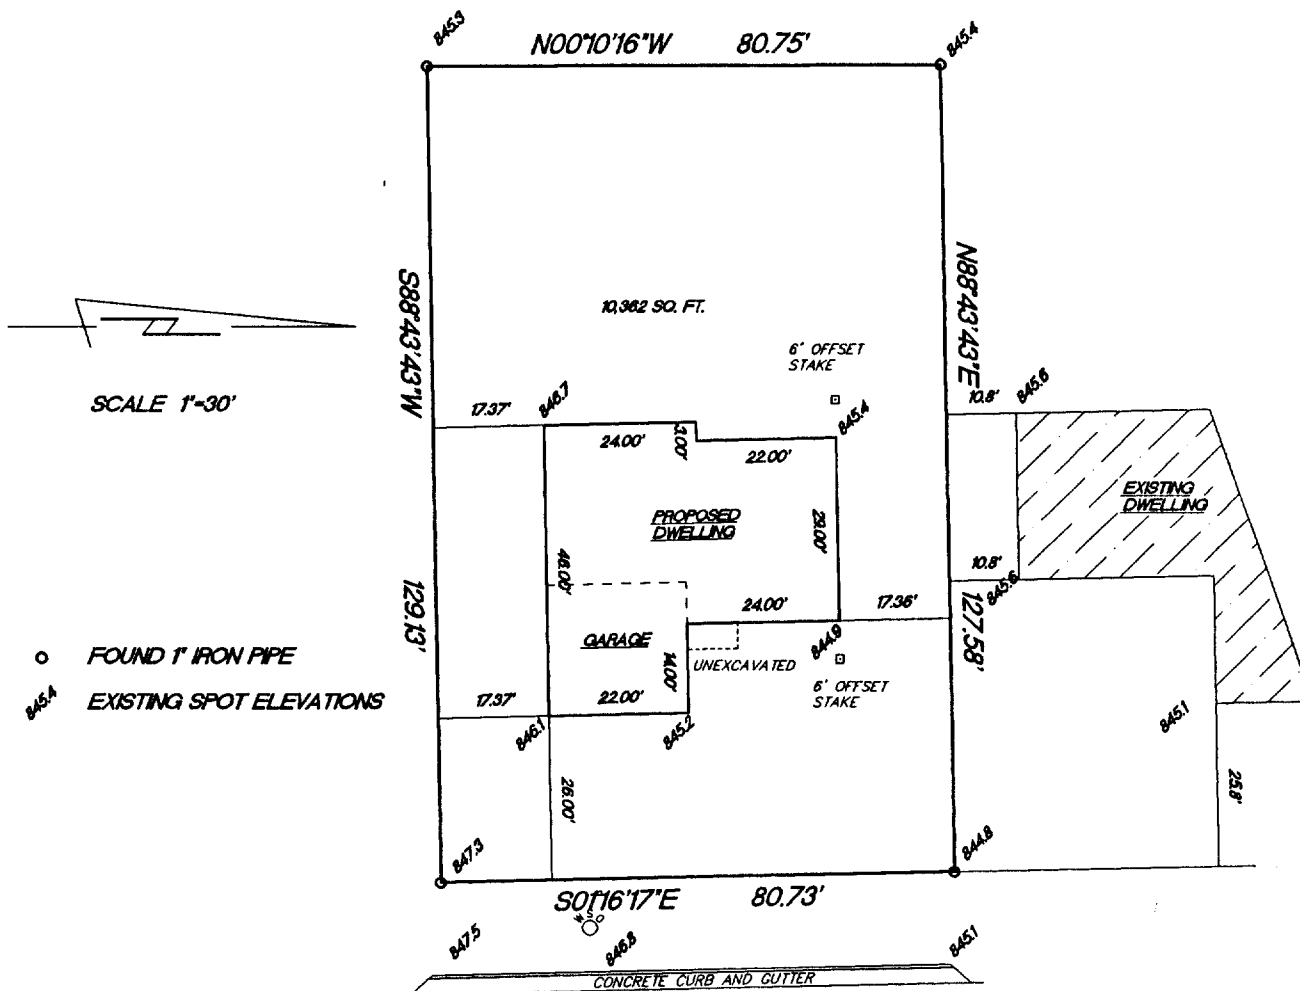 845.3
N00°10'16"W 80.75'
845.4
S88°43'43"W
129.13'
N88°43'43"E
127.58'
10,362 SQ. FT.
6' OFFSET
STAKE
SCALE 1"=30'
17.37'
846.7
24.00'
3.00'
22.00'
845.4
10.8'
845.6
PROPOSED
DWELLING
29.00'
EXISTING
DWELLING
46.00'
10.8'
845.6
24.00'
17.36'
GARAGE
UNEXCAVATED
844.9
14.00'
6' OFFSET
STAKE
FOUND 1" IRON PIPE
845.4 EXISTING SPOT ELEVATIONS
17.37'
22.00'
846.1
845.2
845.1
25.8'
26.00'
847.3
844.8
S01°16'17"E 80.73'
W S O
847.5
846.8
845.1
CONCRETE CURB AND GUTTER